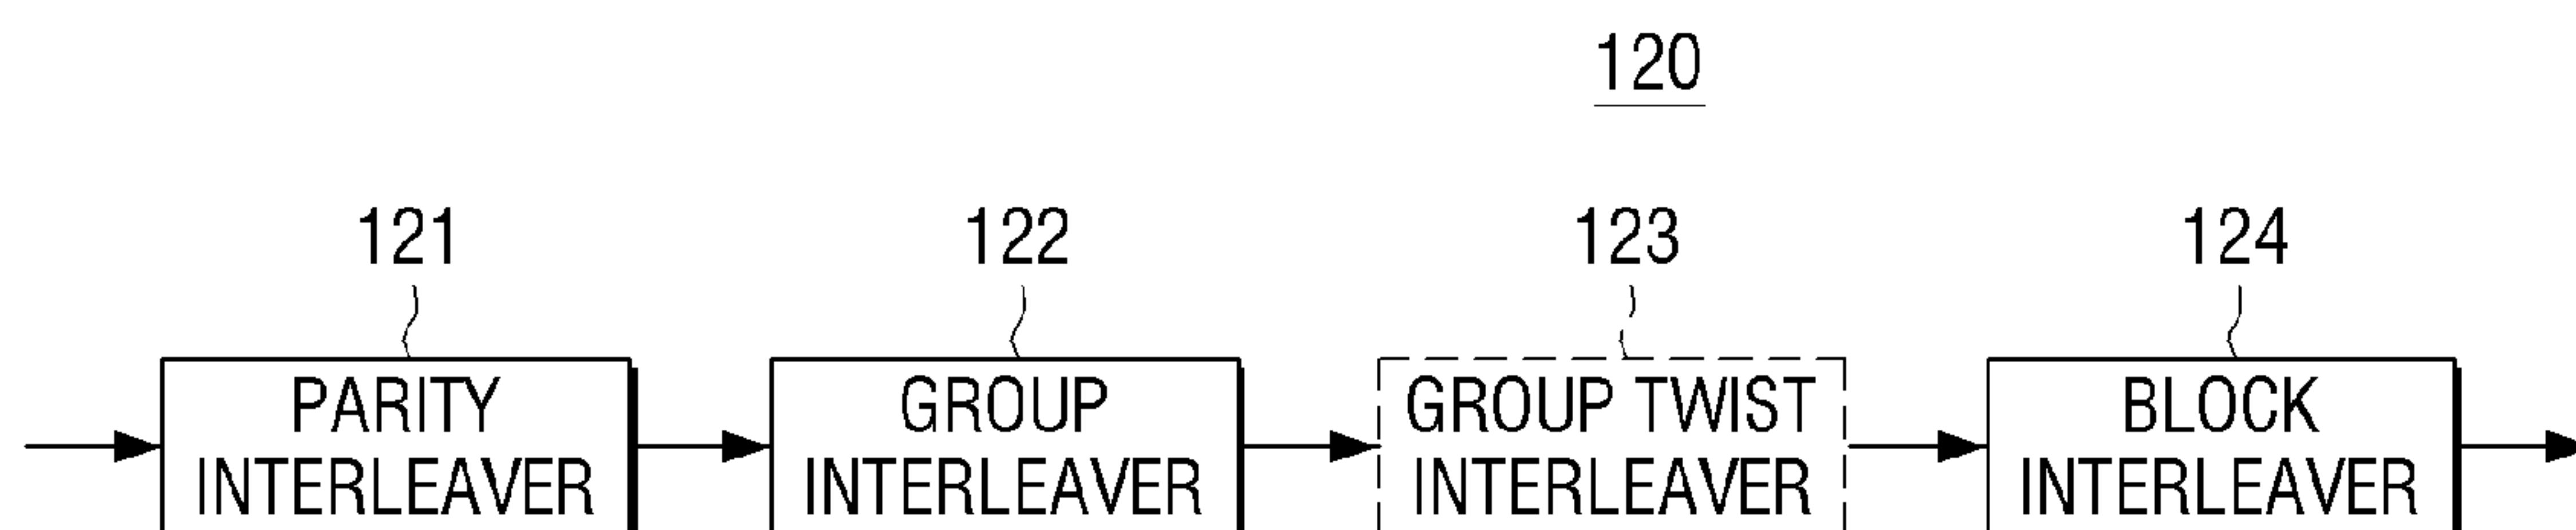 120
121
122
123
124
PARITY
INTERLEAVER
GROUP
INTERLEAVER
GROUP TWIST
INTERLEAVER
BLOCK
INTERLEAVER